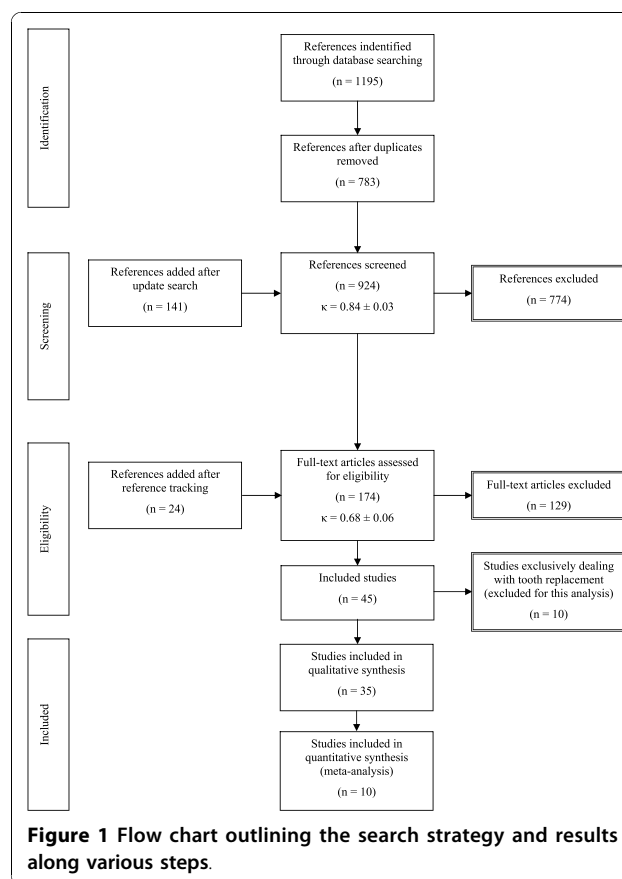 Identification
References indentified
through database searching
(n = 1195)
References after duplicates
removed
(n = 783)
Screening
References added after
update search
(n = 141)
References screened
(n = 924)
κ = 0.84 ± 0.03
References excluded
(n = 774)
Eligibility
References added after
reference tracking
(n = 24)
Full-text articles assessed
for eligibility
(n = 174)
κ = 0.68 ± 0.06
Full-text articles excluded
(n = 129)
Included studies
(n = 45)
Studies exclusively dealing
with tooth replacement
(excluded for this analysis)
(n = 10)
Included
Studies included in
qualitative synthesis
(n = 35)
Studies included in
quantitative synthesis
(meta-analysis)
(n = 10)
Figure 1 Flow chart outlining the search strategy and results
along various steps.